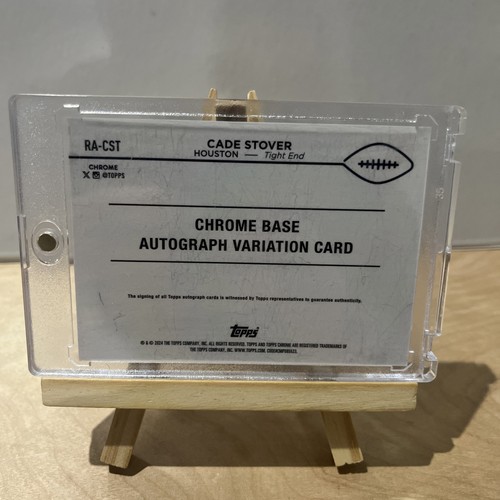 RA-CST
CADE STOVER
HOUSTON — Tight End
CHROME
X @TOPPS
CHROME BASE
AUTOGRAPH VARIATION CARD
The signing of all Topps autograph cards is witnessed by Topps representatives to guarantee authenticity.
Topps
® & © 2024 THE TOPPS COMPANY, INC. ALL RIGHTS RESERVED. TOPPS AND TOPPS CHROME ARE REGISTERED TRADEMARKS OF
THE TOPPS COMPANY, INC. WWW.TOPPS.COM.